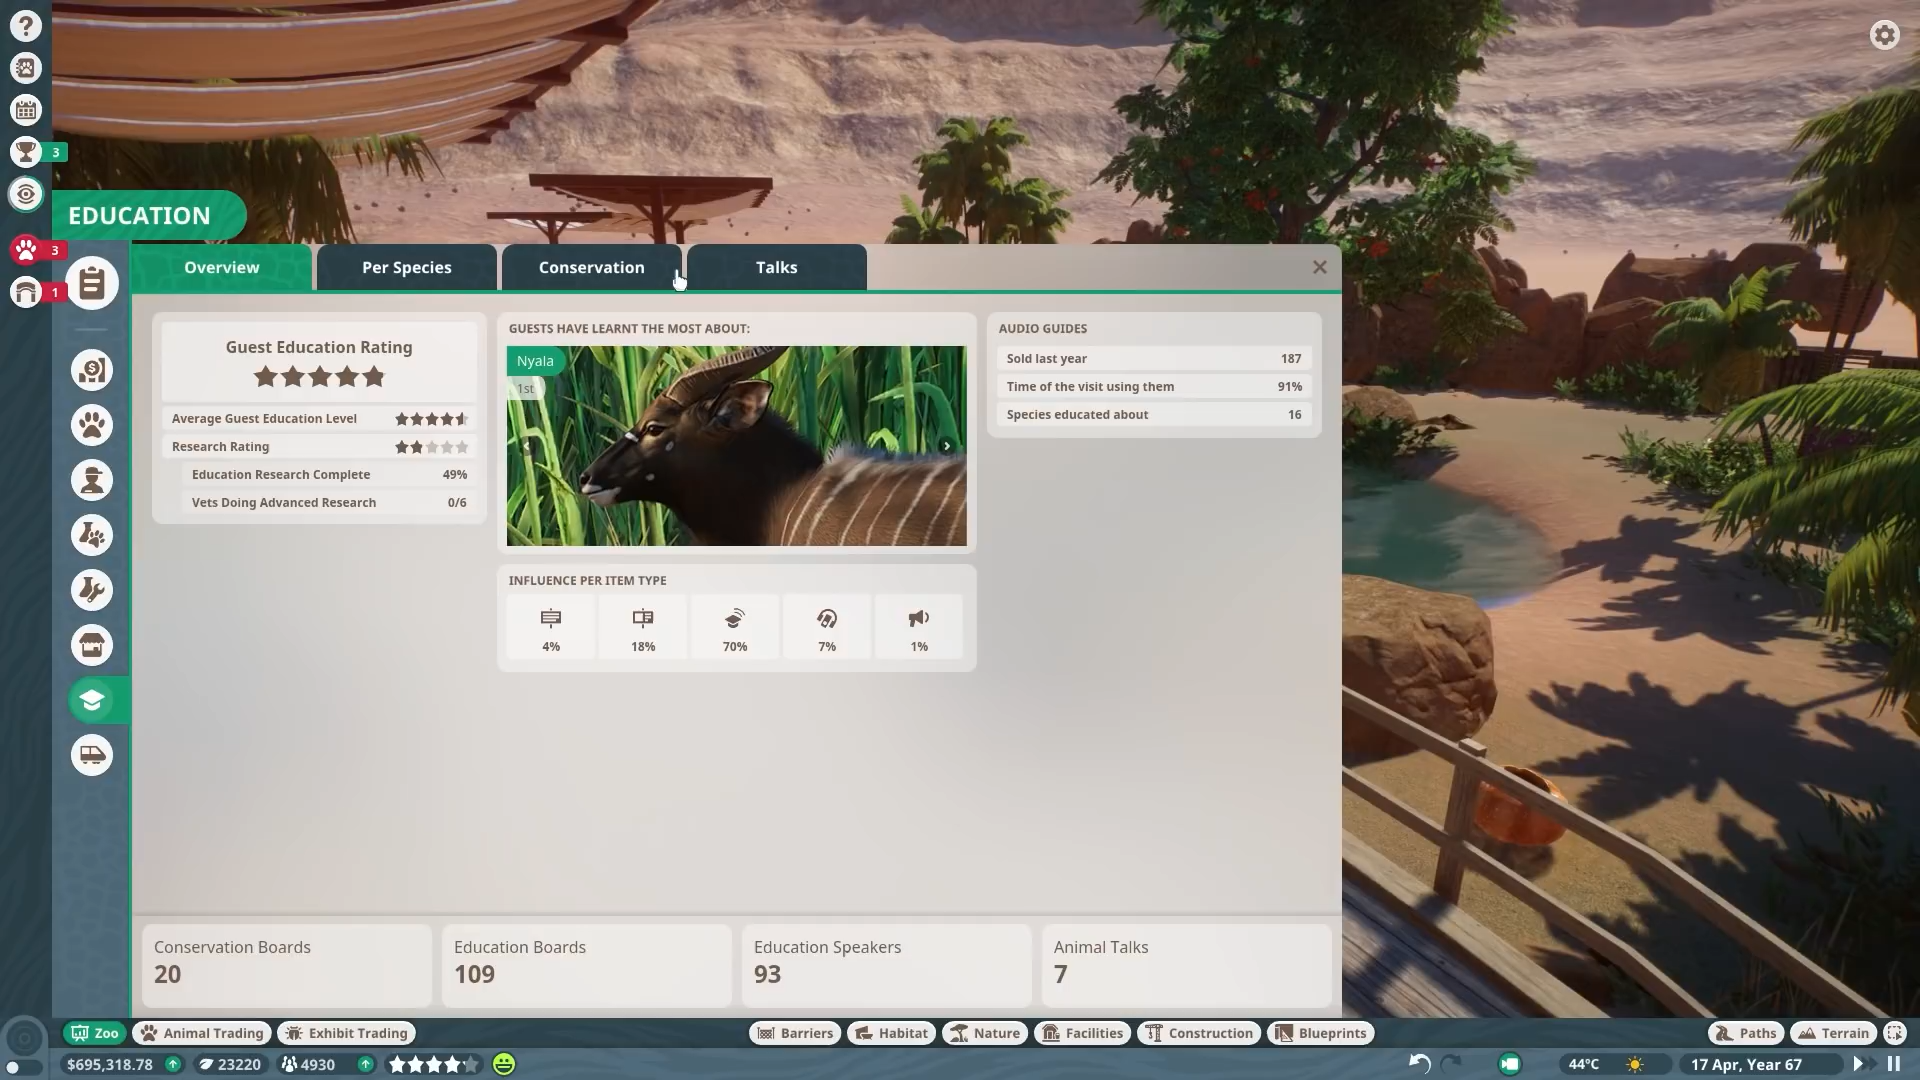 ?
3
EDUCATION
3
1
Overview
Per Species
Conservation
Talks
Guest Education Rating
Average Guest Education Level
Research Rating
Education Research Complete 49%
Vets Doing Advanced Research 0/6
GUESTS HAVE LEARNT THE MOST ABOUT:
Nyala
1st
INFLUENCE PER ITEM TYPE
4% 18% 70% 7% 1%
AUDIO GUIDES
Sold last year 187
Time of the visit using them 91%
Species educated about 16
Conservation Boards
20
Education Boards
109
Education Speakers
93
Animal Talks
7
Zoo Animal Trading Exhibit Trading Barriers Habitat Nature Facilities Construction Blueprints Paths Terrain
$695,318.78 23220 4930 44°C 17 Apr, Year 67